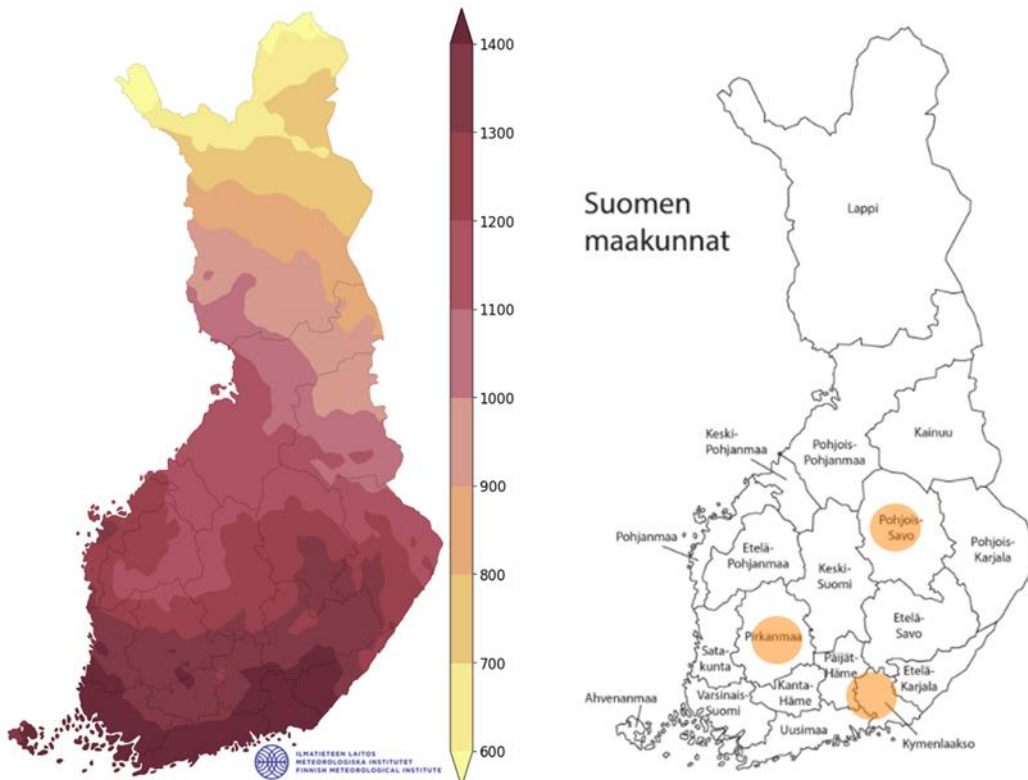 1400
1300
1200
1100
1000
900
800
700
600
ILMATIETEEN LAITOS
METEOROLOGISKA INSTITUTET
FINNISH METEOROLOGICAL INSTITUTE
Suomen
maakunnat
Lappi
Kainuu
Keski-
Pohjanmaa
Pohjois-
Pohjanmaa
Pohjois-
Savo
Pohjanmaa
Etelä-
Pohjanmaa
Keski-
Suomi
Pohjois-
Karjala
Etelä-
Savo
Pirkanmaa
Sata-
kunta
Päijät-
Häme
Etelä-
Karjala
Ahvenanmaa
Varsinais-
Suomi
Kanta-
Häme
Uusimaa
Kymenlaakso